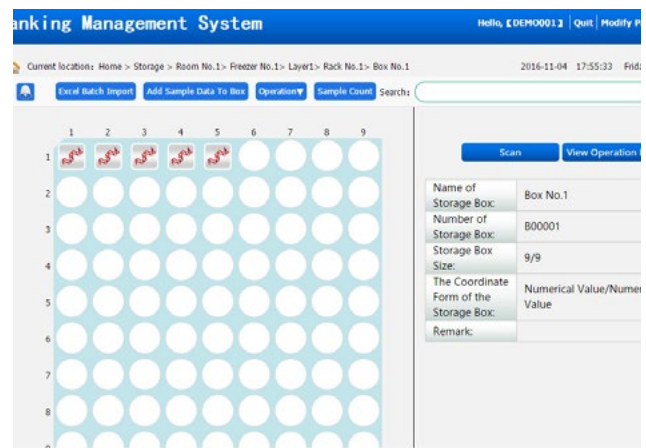 anking Management System
Hello, [DEMO001] | Quit | Modify P
Current location: Home > Storage > Room No.1> Freezer No.1> Layer1> Rack No.1> Box No.1
2016-11-04 17:55:33 Frid
Excel Batch Import
Add Sample Data To Box
Operation▼
Sample Count
Search:
1 2 3 4 5 6 7 8 9
1
2
3
4
5
6
7
8
Scan
View Operation
Name of
Storage Box:
Box No.1
Number of
Storage Box:
B00001
Storage Box
Size:
9/9
The Coordinate
Form of the
Storage Box:
Numerical Value/Numer
Value
Remark: